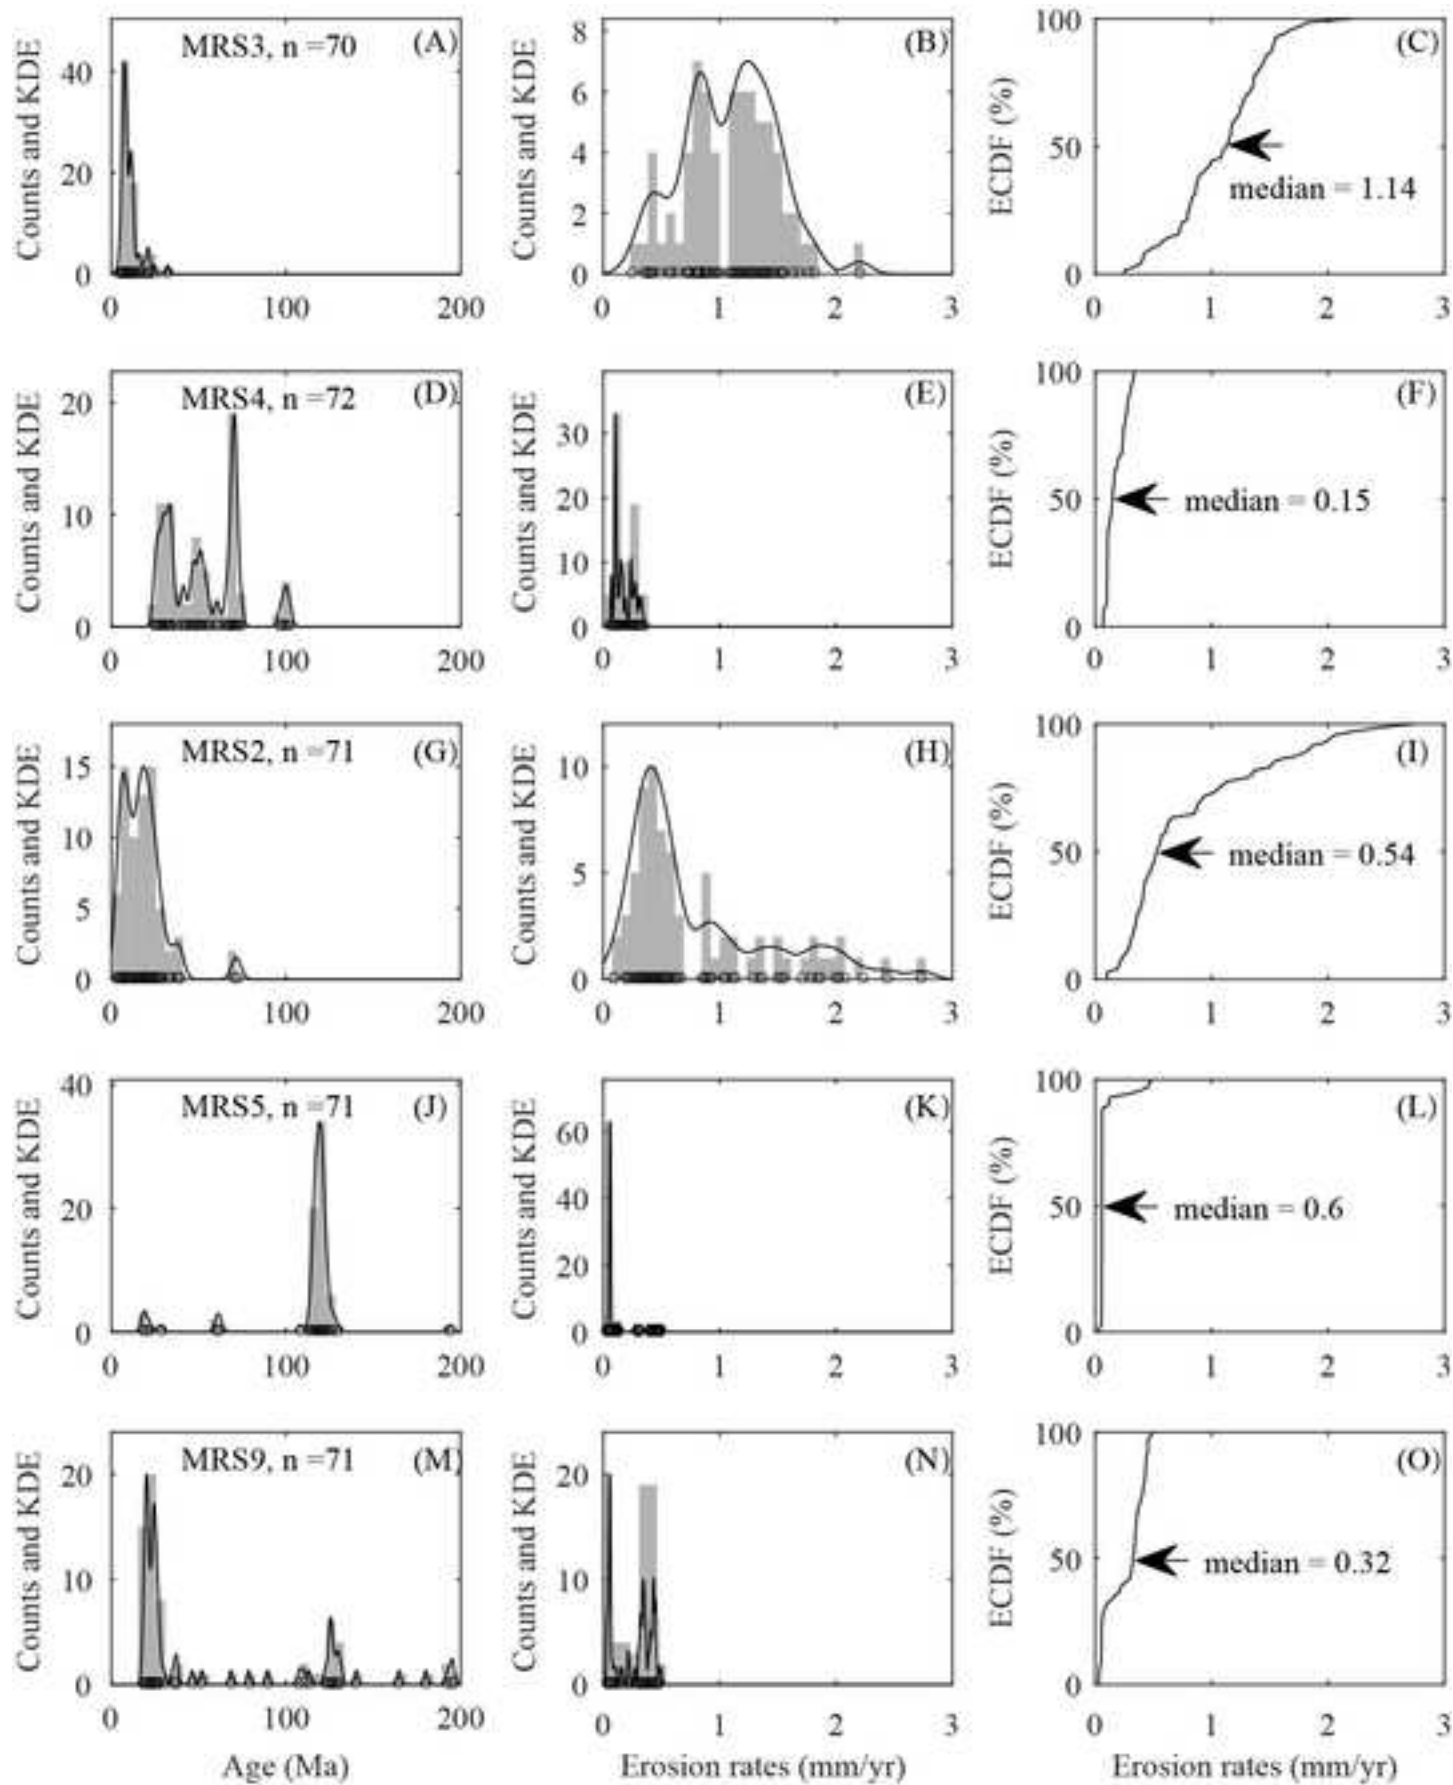 MRS3, n =70 (A)
Counts and KDE
40
20
0
0 100 200
(B)
Counts and KDE
8
6
4
2
0
0 1 2 3
(C)
ECDF (%)
100
50
0
median = 1.14
0 1 2 3
MRS4, n =72 (D)
Counts and KDE
20
10
0
0 100 200
(E)
Counts and KDE
30
20
10
0
0 1 2 3
(F)
ECDF (%)
100
50
0
median = 0.15
0 1 2 3
MRS2, n =71 (G)
Counts and KDE
15
10
5
0
0 100 200
(H)
Counts and KDE
10
5
0
0 1 2 3
(I)
ECDF (%)
100
50
0
median = 0.54
0 1 2 3
MRS5, n =71 (J)
Counts and KDE
40
20
0
0 100 200
(K)
Counts and KDE
60
40
20
0
0 1 2 3
(L)
ECDF (%)
100
50
0
median = 0.6
0 1 2 3
MRS9, n =71 (M)
Counts and KDE
20
10
0
0 100 200
Age (Ma)
(N)
Counts and KDE
20
10
0
0 1 2 3
Erosion rates (mm/yr)
(O)
ECDF (%)
100
50
0
median = 0.32
0 1 2 3
Erosion rates (mm/yr)